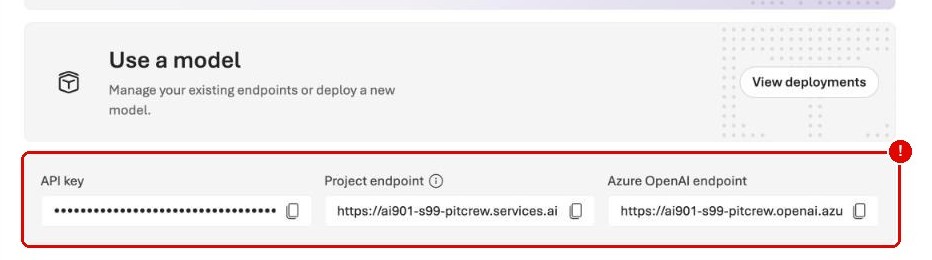 Use a model
Manage your existing endpoints or deploy a new
model.
View deployments
!
API key
Project endpoint
Azure OpenAI endpoint
••••••••••••••••••••••••••••••••••
https://ai901-s99-pitcrew.services.ai
https://ai901-s99-pitcrew.openai.azu